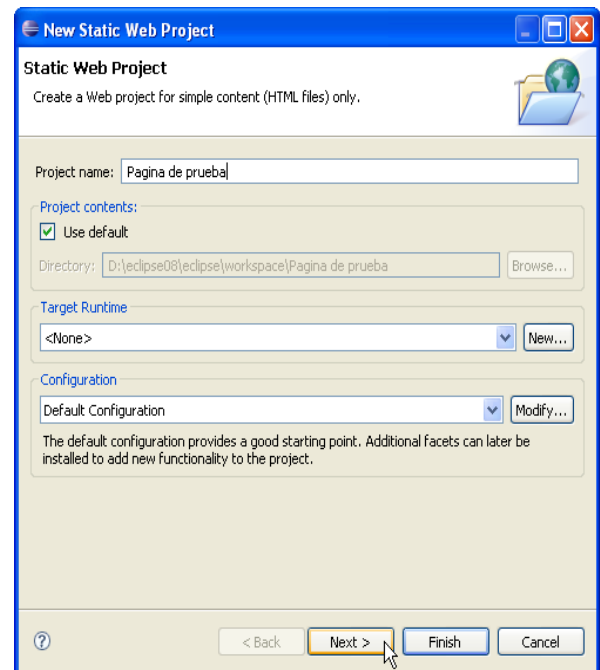 New Static Web Project
Static Web Project
Create a Web project for simple content (HTML files) only.
Project name: Pagina de prueba
Project contents:
Use default
Directory: D:\eclipse08\eclipse\workspace\Pagina de prueba Browse...
Target Runtime
<None> New...
Configuration
Default Configuration Modify...
The default configuration provides a good starting point. Additional facets can later be
installed to add new functionality to the project.
? < Back Next > Finish Cancel